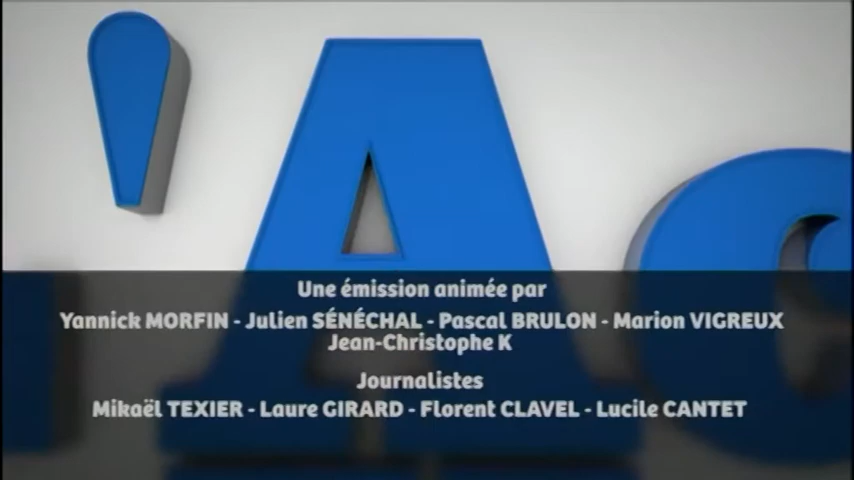 'Ac
Une émission animée par
Yannick MORFIN - Julien SÉNÉCHAL - Pascal BRULON - Marion VIGREUX
Jean-Christophe K
Journalistes
Mikaël TEXIER - Laure GIRARD - Florent CLAVEL - Lucile CANTET